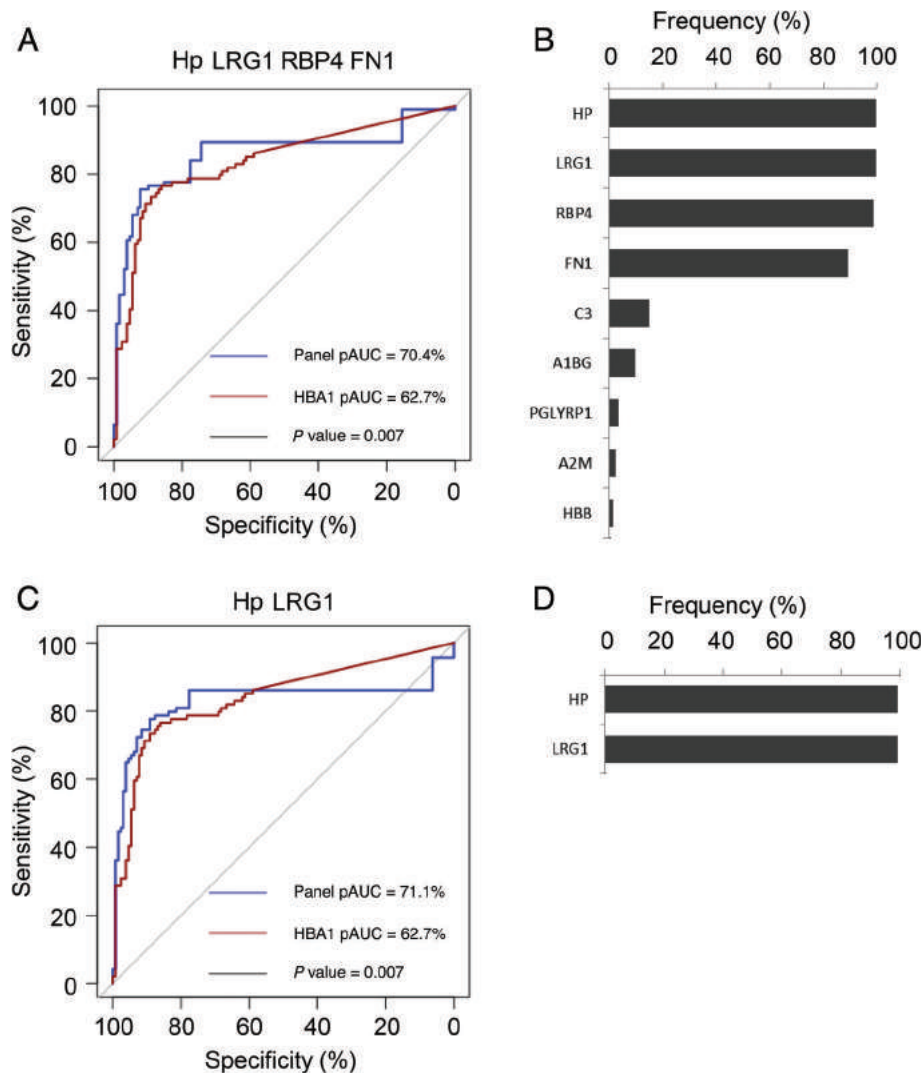 A
Hp LRG1 RBP4 FN1
Sensitivity (%)
100
80
60
40
20
0
Panel pAUC = 70.4%
HBA1 pAUC = 62.7%
P value = 0.007
100 80 60 40 20 0
Specificity (%)
B
Frequency (%)
0 20 40 60 80 100
HP
LRG1
RBP4
FN1
C3
A1BG
PGLYRP1
A2M
HBB
C
Hp LRG1
Sensitivity (%)
100
80
60
40
20
0
Panel pAUC = 71.1%
HBA1 pAUC = 62.7%
P value = 0.007
100 80 60 40 20 0
Specificity (%)
D
Frequency (%)
0 20 40 60 80 100
HP
LRG1